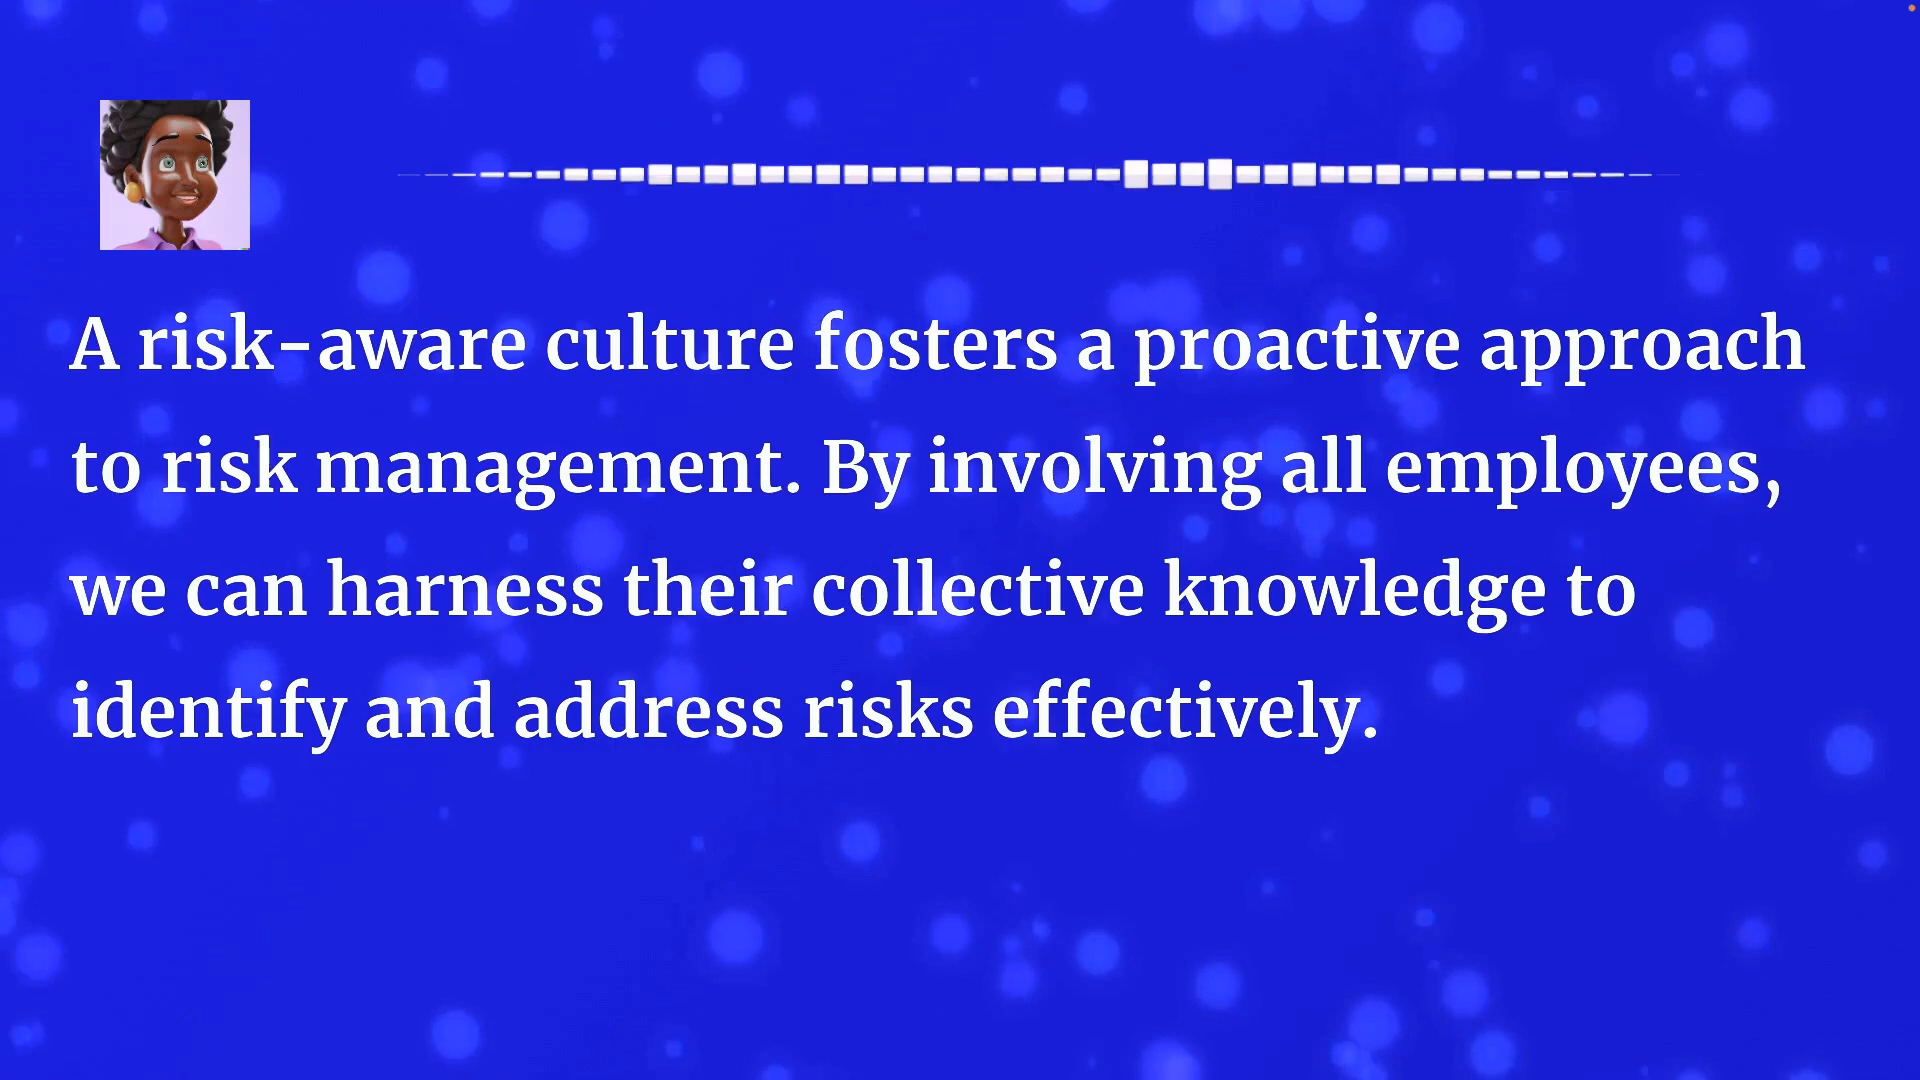 A risk-aware culture fosters a proactive approach
to risk management. By involving all employees,
we can harness their collective knowledge to
identify and address risks effectively.